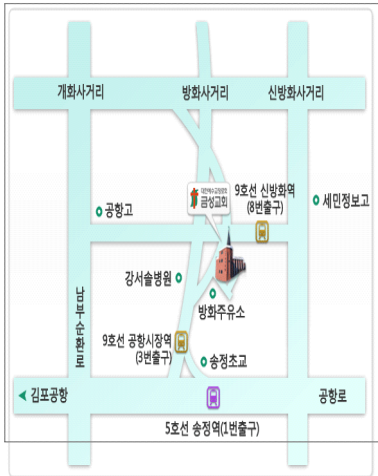 개화사거리
방화사거리
신방화사거리
대한예수교장로회
금성교회
9호선 신방화역
(8번출구)
세민정보고
공항고
강서솔병원
방화주유소
남부순환로
9호선 공항시장역
(3번출구)
송정초교
김포공항
공항로
5호선 송정역(1번출구)